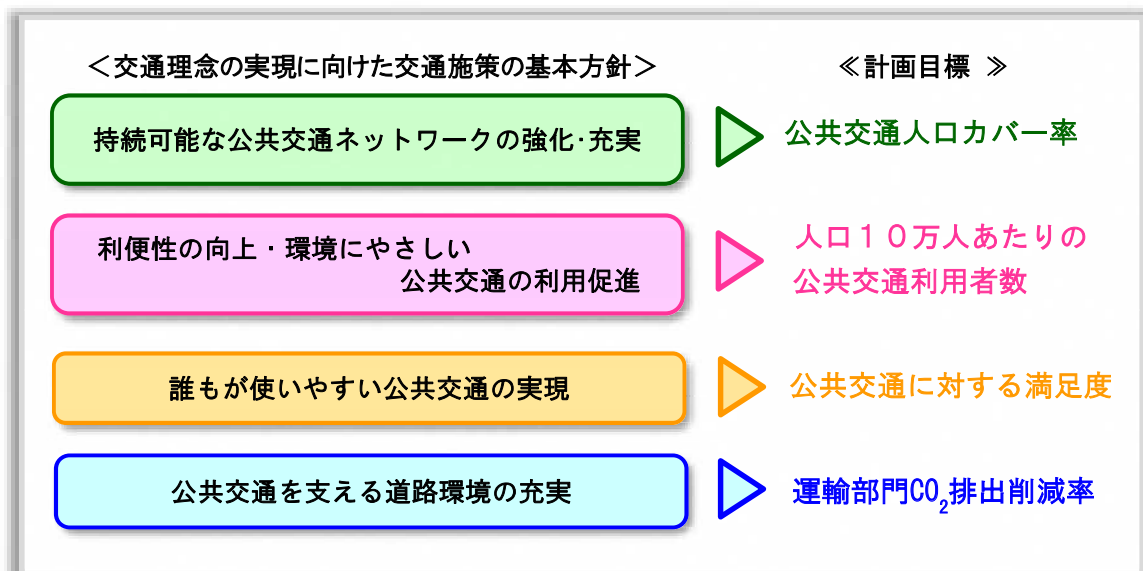 ＜交通理念の実現に向けた交通施策の基本方針＞
≪計画目標 ≫
持続可能な公共交通ネットワークの強化･充実
公共交通人口カバー率
利便性の向上・環境にやさしい
公共交通の利用促進
人口１０万人あたりの
公共交通利用者数
誰もが使いやすい公共交通の実現
公共交通に対する満足度
公共交通を支える道路環境の充実
運輸部門CO₂排出削減率